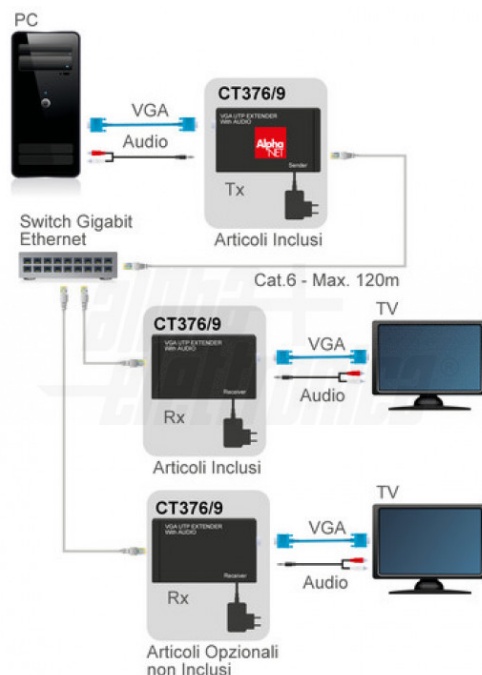 PC
CT376/9
VGA UTP EXTENDER
With AUDIO
Alpha
NET
Sender
VGA
Audio
Tx
Articoli Inclusi
Switch Gigabit
Ethernet
Cat.6 - Max. 120m
alpha
elettronica®
CT376/9
VGA UTP EXTENDER
With AUDIO
Receiver
Rx
Articoli Inclusi
VGA
Audio
TV
CT376/9
VGA UTP EXTENDER
With AUDIO
Receiver
Rx
Articoli Opzionali
non Inclusi
VGA
Audio
TV